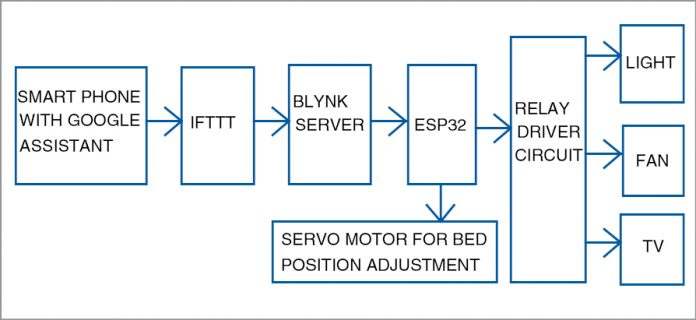 SMART PHONE
WITH GOOGLE
ASSISTANT
IFTTT
BLYNK
SERVER
ESP32
RELAY
DRIVER
CIRCUIT
LIGHT
FAN
TV
SERVO MOTOR FOR BED
POSITION ADJUSTMENT